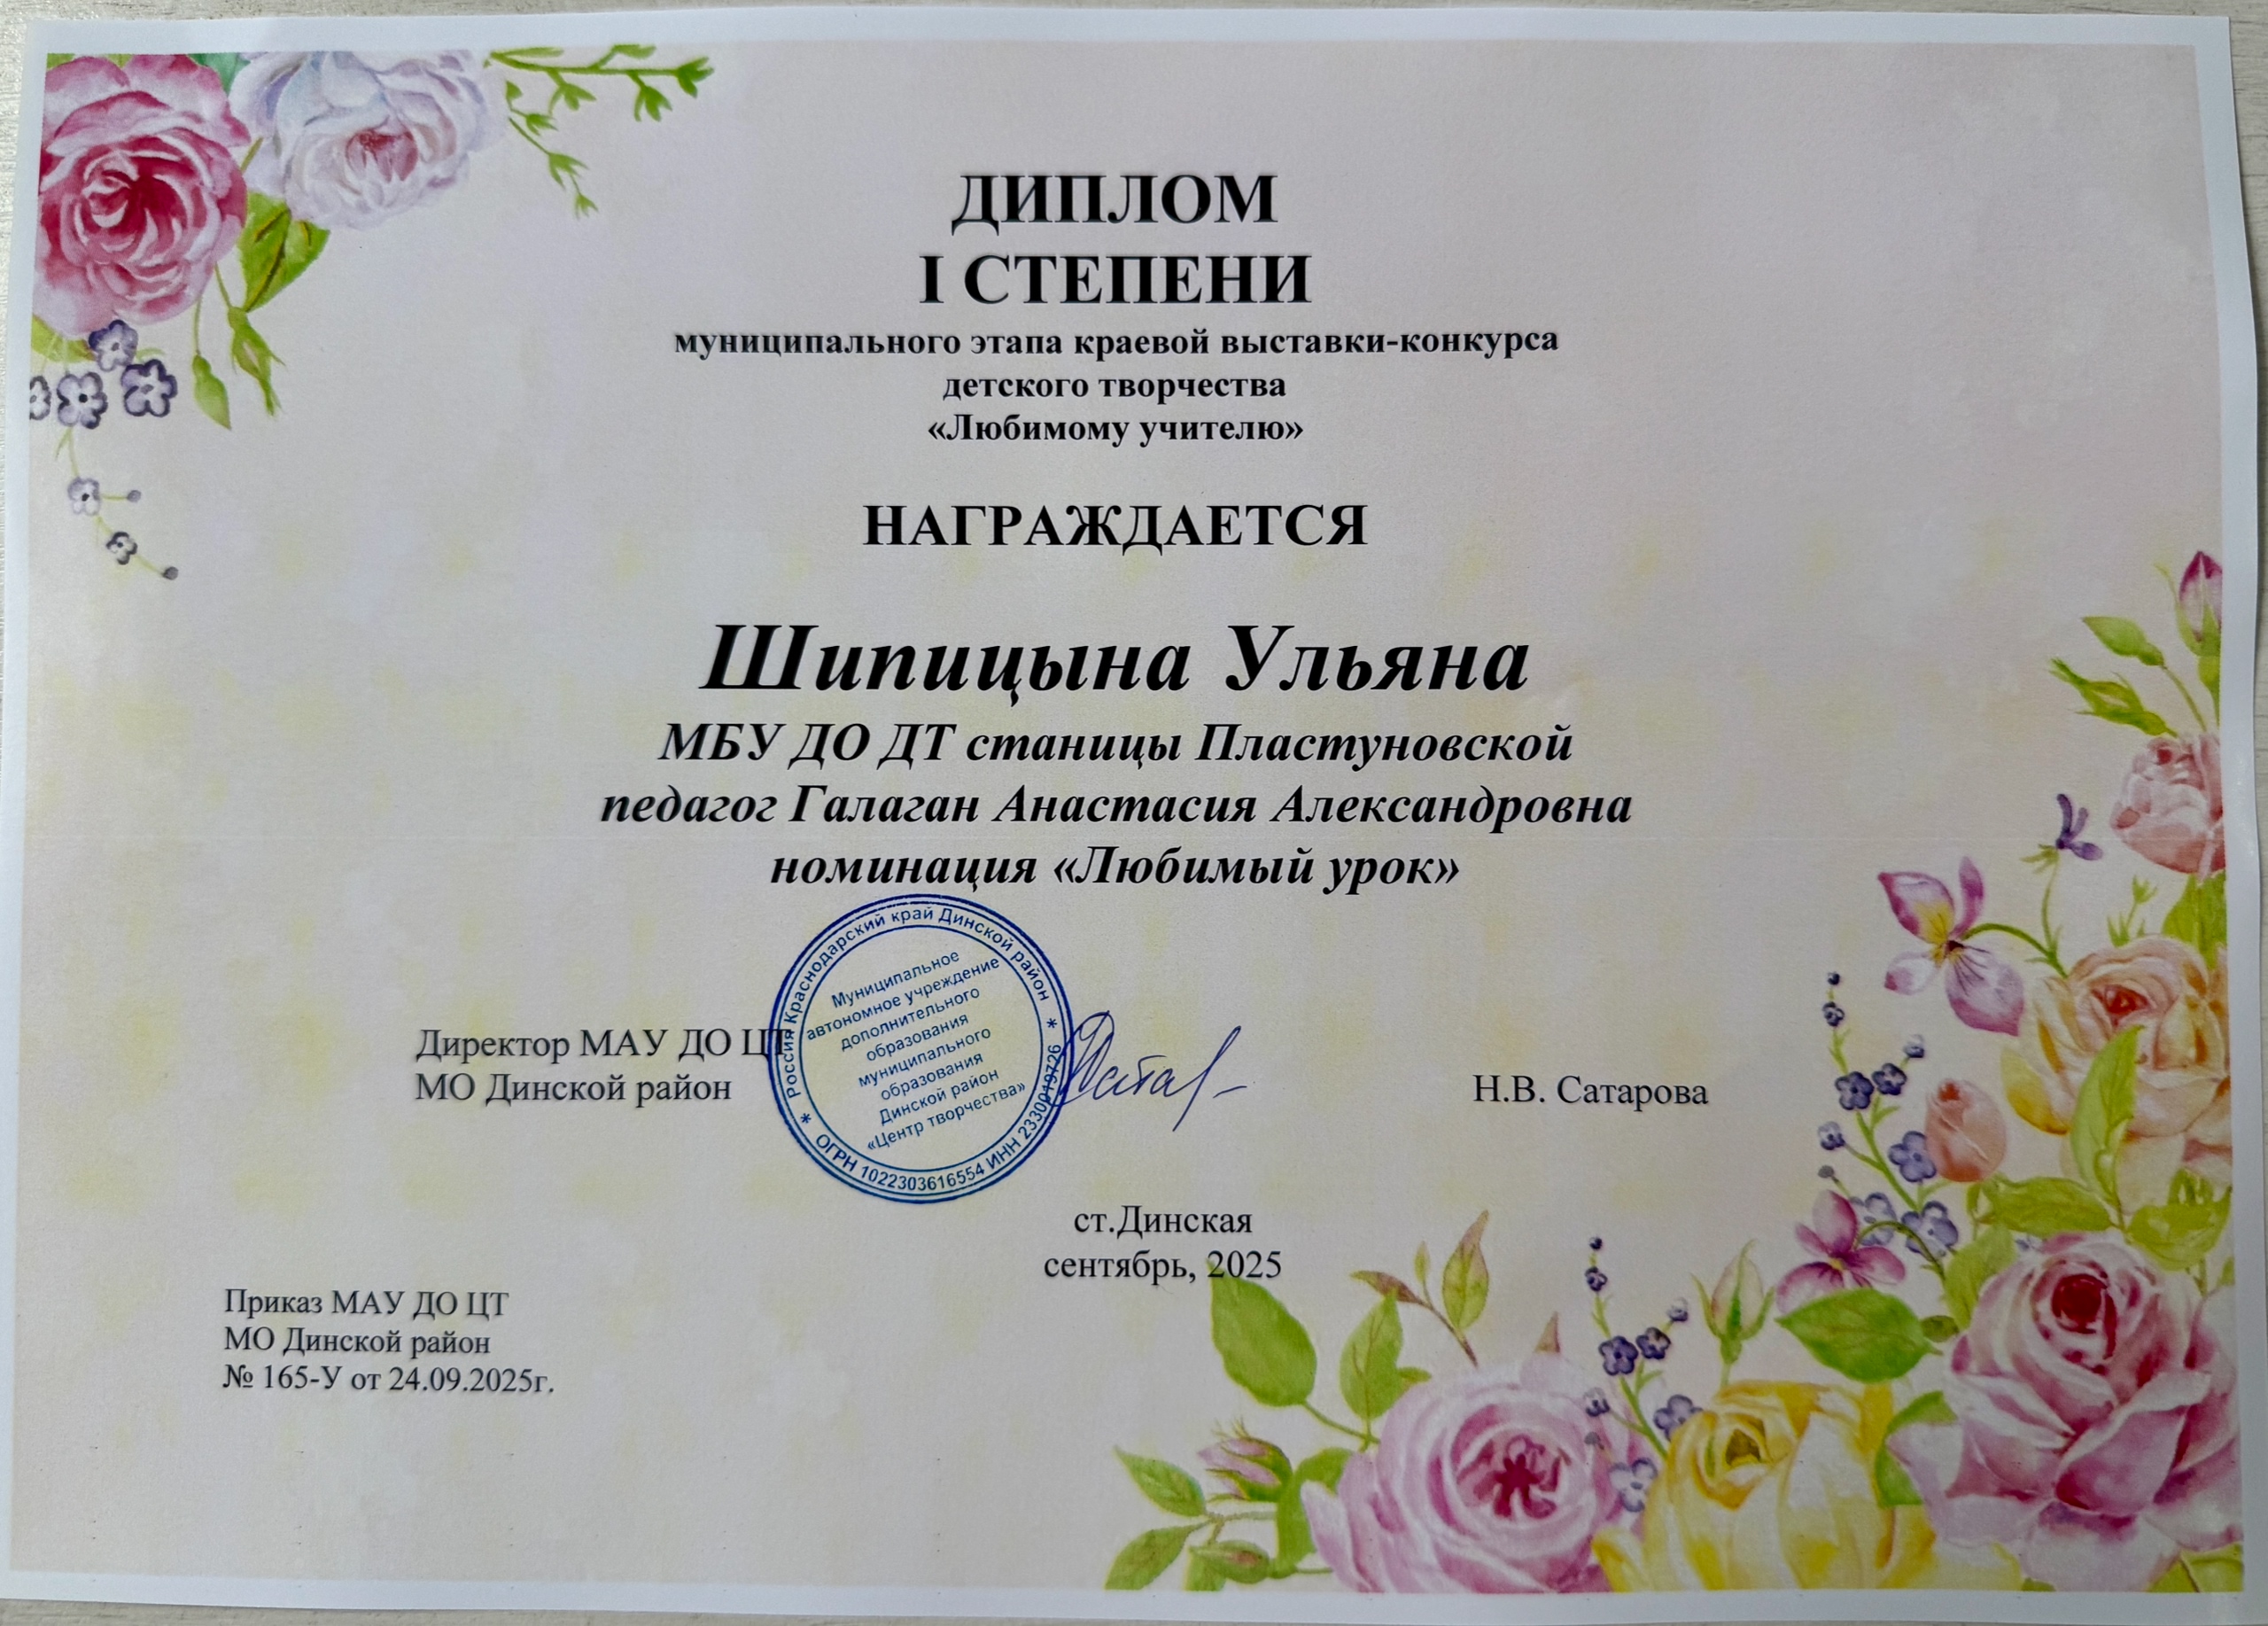 ДИПЛОМ
I СТЕПЕНИ
муниципального этапа краевой выставки-конкурса
детского творчества
«Любимому учителю»
НАГРАЖДАЕТСЯ
Шипицына Ульяна
МБУ ДО ДТ станицы Пластуновской
педагог Галаган Анастасия Александровна
номинация «Любимый урок»
Россия Краснодарский край Динской район
Муниципальное
автономное учреждение
дополнительного
образования
муниципального
образования
Динской район
«Центр творчества»
* ОГРН 1022303616554 ИНН 2330019726 *
Директор МАУ ДО ЦТ
МО Динской район
Н.В. Сатарова
ст.Динская
сентябрь, 2025
Приказ МАУ ДО ЦТ
МО Динской район
№ 165-У от 24.09.2025г.